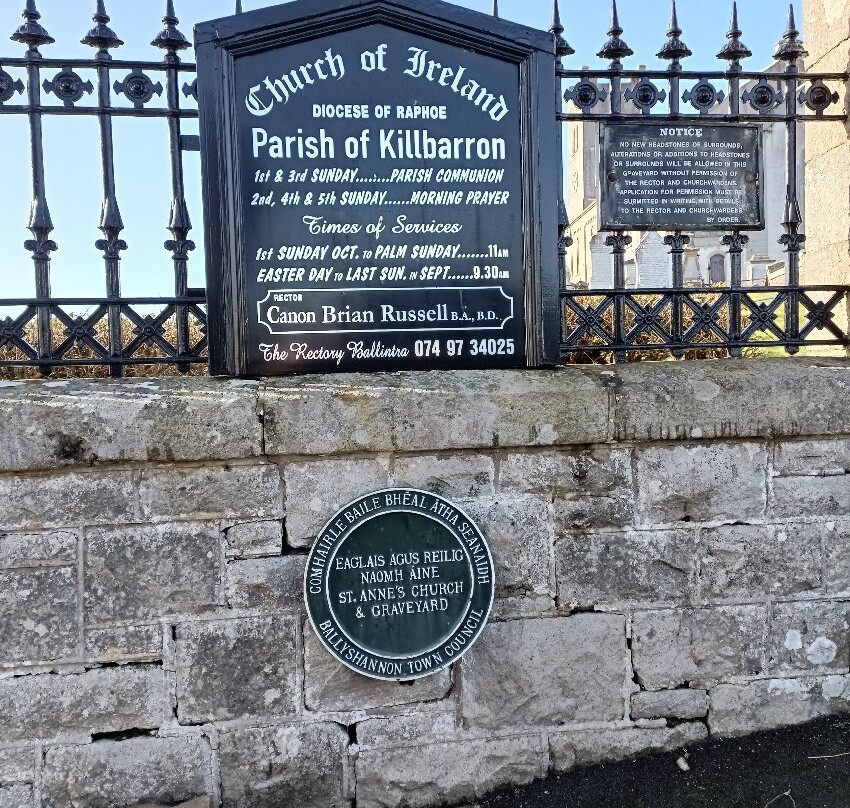 Church of Ireland
DIOCESE OF RAPHOE
Parish of Killbarron
1st & 3rd SUNDAY........PARISH COMMUNION
2nd, 4th & 5th SUNDAY......MORNING PRAYER
Times of Services
1st SUNDAY OCT. TO PALM SUNDAY.......11AM
EASTER DAY TO LAST SUN. IN SEPT......9.30AM
RECTOR
Canon Brian Russell B.A., B.D.
The Rectory Ballintra 074 97 34025
NOTICE
NO NEW HEADSTONES OF SURROUNDS,
ALTERATIONS OR ADDITIONS TO HEADSTONES
OR SURROUNDS WILL BE ALLOWED IN THIS
GRAVEYARD WITHOUT PERMISSION OF
THE RECTOR AND CHURCHWARDENS.
APPLICATION FOR PERMISSION MUST BE
SUBMITTED IN WRITING, WITH DETAILS,
TO THE RECTOR AND CHURCHWARDENS
BY ORDER.
COMHAIRLE BAILE BHÉAL ÁTHA SEANAIDH
EAGLAIS AGUS REILIG
NAOMH ÁINE
ST. ANNE'S CHURCH
& GRAVEYARD
BALLYSHANNON TOWN COUNCIL